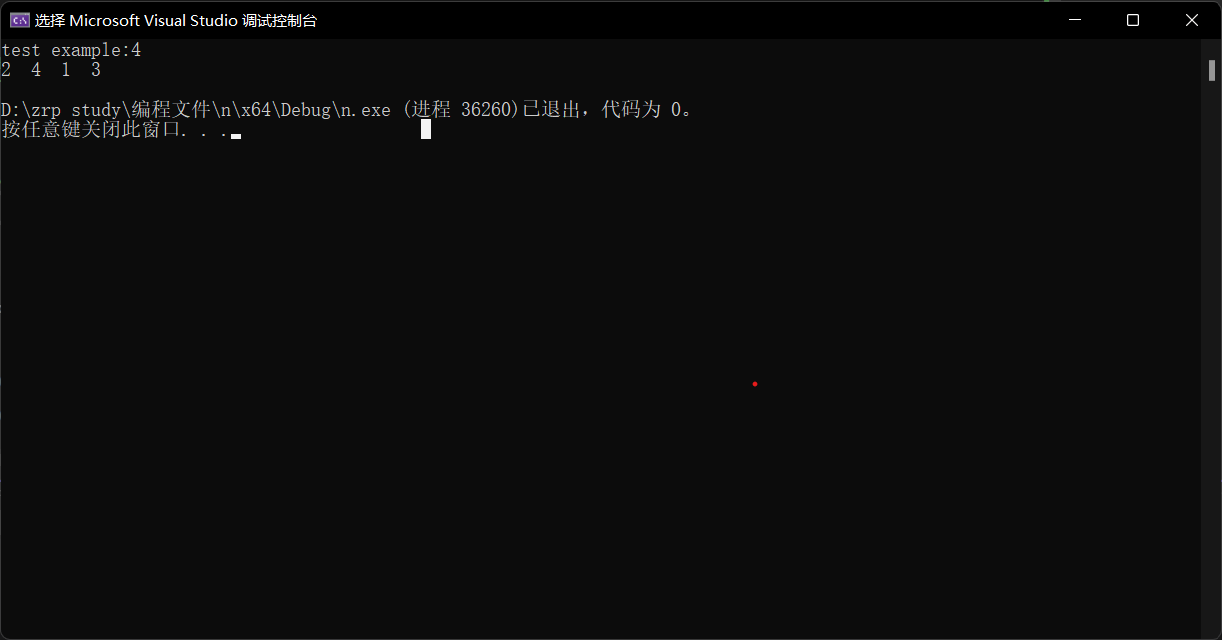 选择 Microsoft Visual Studio 调试控制台
test example:4
2  4  1  3
D:\zrp study\编程文件\n\x64\Debug\n.exe (进程 36260)已退出，代码为 0。
按任意键关闭此窗口. . .